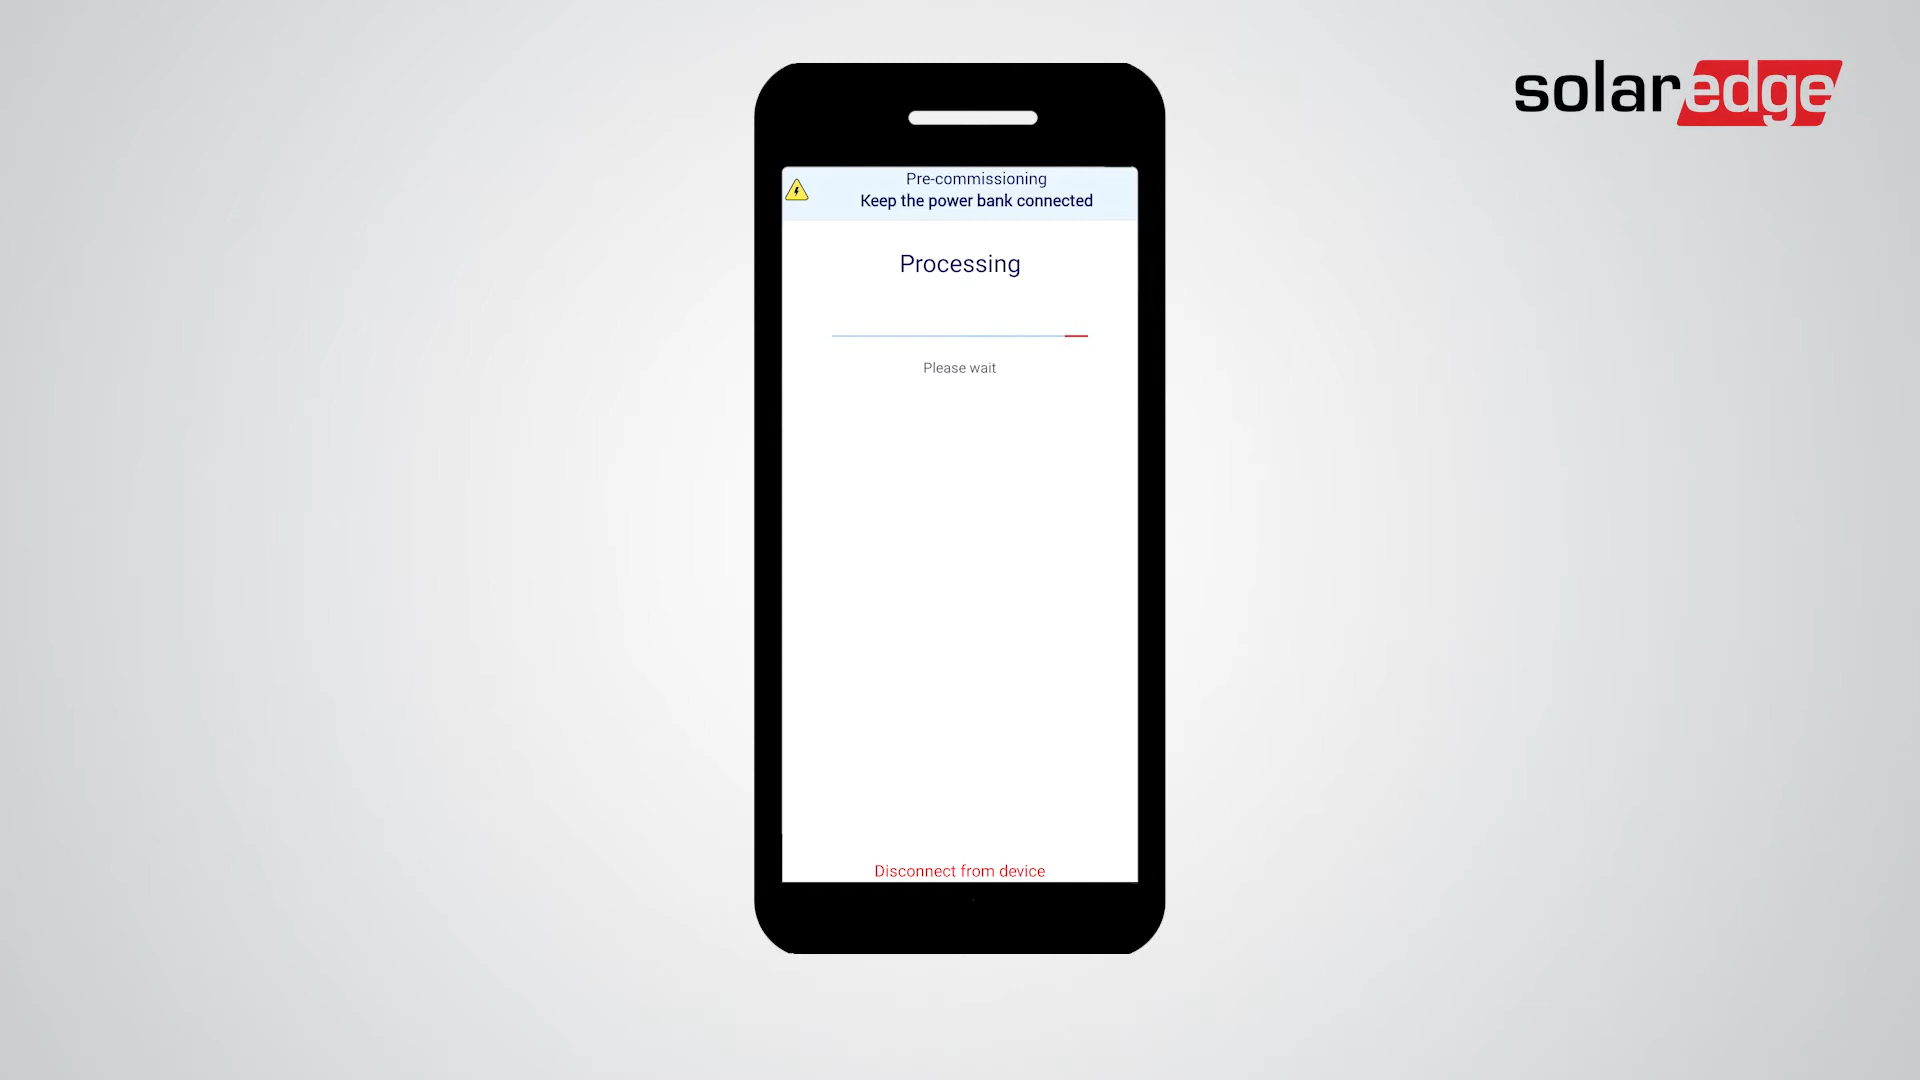 solaredge
Pre-commissioning
Keep the power bank connected
Processing
Please wait
Disconnect from device